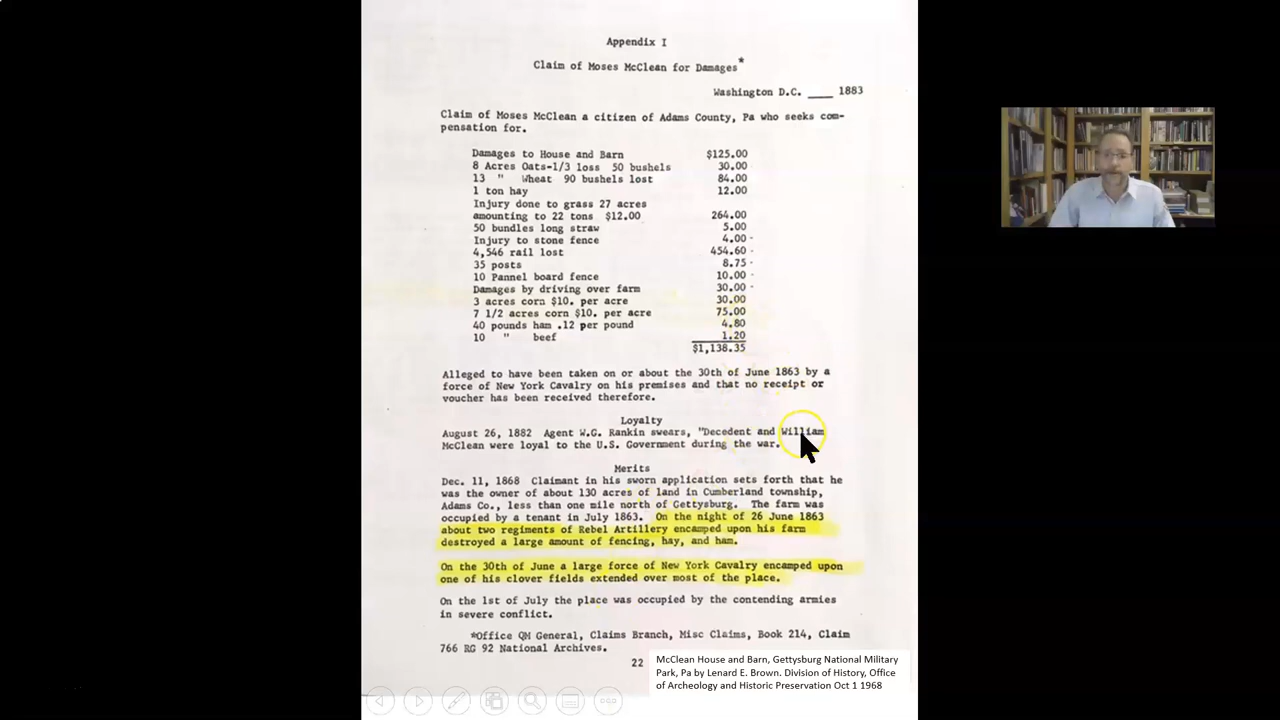 Appendix I
Claim of Moses McClean for Damages*
Washington D.C. ___ 1883
Claim of Moses McClean a citizen of Adams County, Pa who seeks com-
pensation for.
Damages to House and Barn $125.00
8 Acres Oats-1/3 loss 50 bushels 30.00
13 " Wheat 90 bushels lost 84.00
1 ton hay 12.00
Injury done to grass 27 acres
amounting to 22 tons $12.00 264.00
50 bundles long straw 5.00
Injury to stone fence 4.00
4,546 rail lost 454.60
35 posts 8.75
10 Pannel board fence 10.00
Damages by driving over farm 30.00
3 acres corn $10. per acre 30.00
7 1/2 acres corn $10. per acre 75.00
40 pounds ham .12 per pound 4.80
10 " beef 1.20
$1,138.35
Alleged to have been taken on or about the 30th of June 1863 by a
force of New York Cavalry on his premises and that no receipt or
voucher has been received therefore.
Loyalty
August 26, 1882 Agent W.G. Rankin swears, "Decedent and William
McClean were loyal to the U.S. Government during the war.
Merits
Dec. 11, 1868 Claimant in his sworn application sets forth that he
was the owner of about 130 acres of land in Cumberland township,
Adams Co., less than one mile north of Gettysburg. The farm was
occupied by a tenant in July 1863. On the night of 26 June 1863
about two regiments of Rebel Artillery encamped upon his farm
destroyed a large amount of fencing, hay, and ham.
On the 30th of June a large force of New York Cavalry encamped upon
one of his clover fields extended over most of the place.
On the 1st of July the place was occupied by the contending armies
in severe conflict.
*Office QM General, Claims Branch, Misc Claims, Book 214, Claim
766 RG 92 National Archives.
22
McClean House and Barn, Gettysburg National Military
Park, Pa by Lenard E. Brown. Division of History, Office
of Archeology and Historic Preservation Oct 1 1968